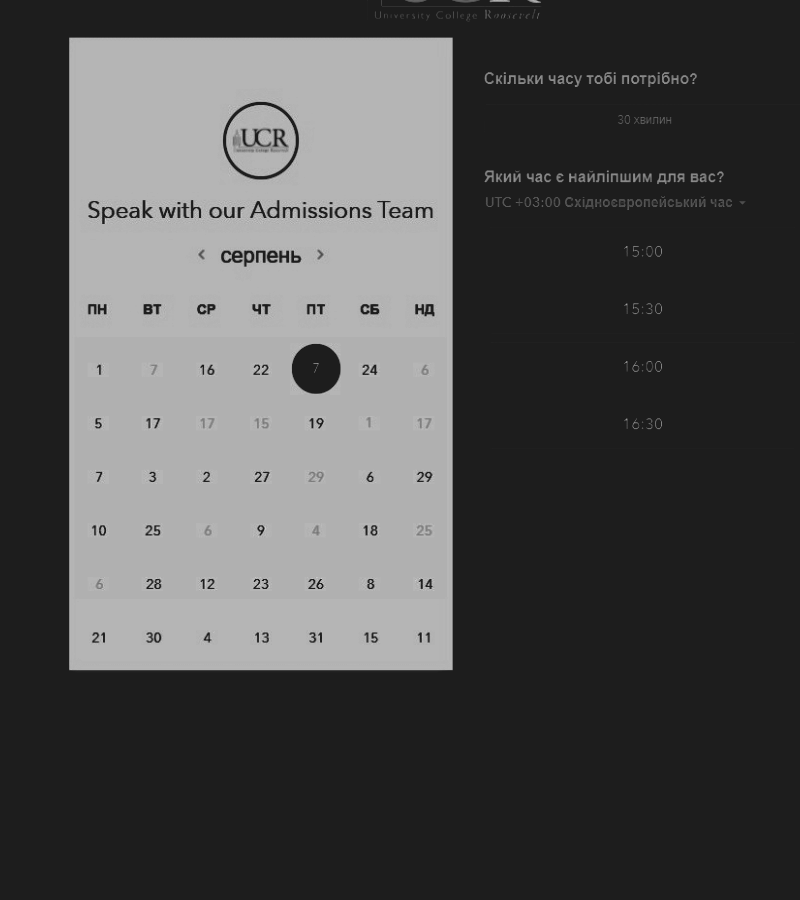 University College Roosevelt
UCR
University College Roosevelt
Speak with our Admissions Team
серпень
ПН ВТ СР ЧТ ПТ СБ НД
1 7 16 22 7 24 6
5 17 17 15 19 1 17
7 3 2 27 29 6 29
10 25 6 9 4 18 25
6 28 12 23 26 8 14
21 30 4 13 31 15 11
Скільки часу тобі потрібно?
30 хвилин
Який час є найліпшим для вас?
UTC +03:00 Східноєвропейський час
15:00
15:30
16:00
16:30